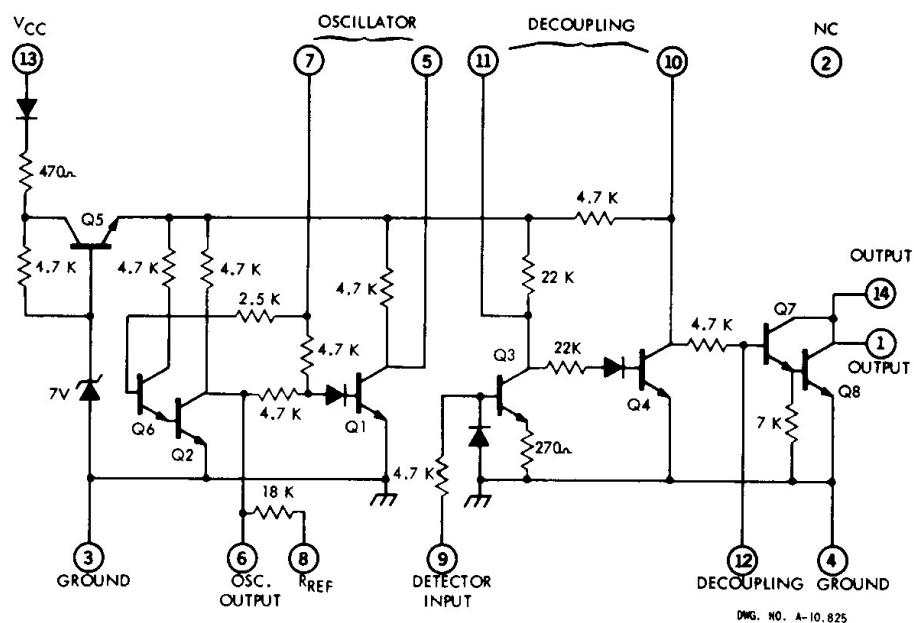 VCC
OSCILLATOR
DECOUPLING
NC
13
7
5
11
10
2
470Ω
Q5
4.7 K
4.7 K
4.7 K
4.7 K
4.7 K
22 K
OUTPUT
14
2.5 K
4.7 K
Q7
4.7 K
1
OUTPUT
7V
Q3
22K
4.7 K
Q6
Q1
Q4
Q8
Q2
270Ω
7 K
4.7 K
18 K
3
6
8
9
12
4
GROUND
OSC.
OUTPUT
RREF
DETECTOR
INPUT
DECOUPLING
GROUND
DWG. NO. A-10,825